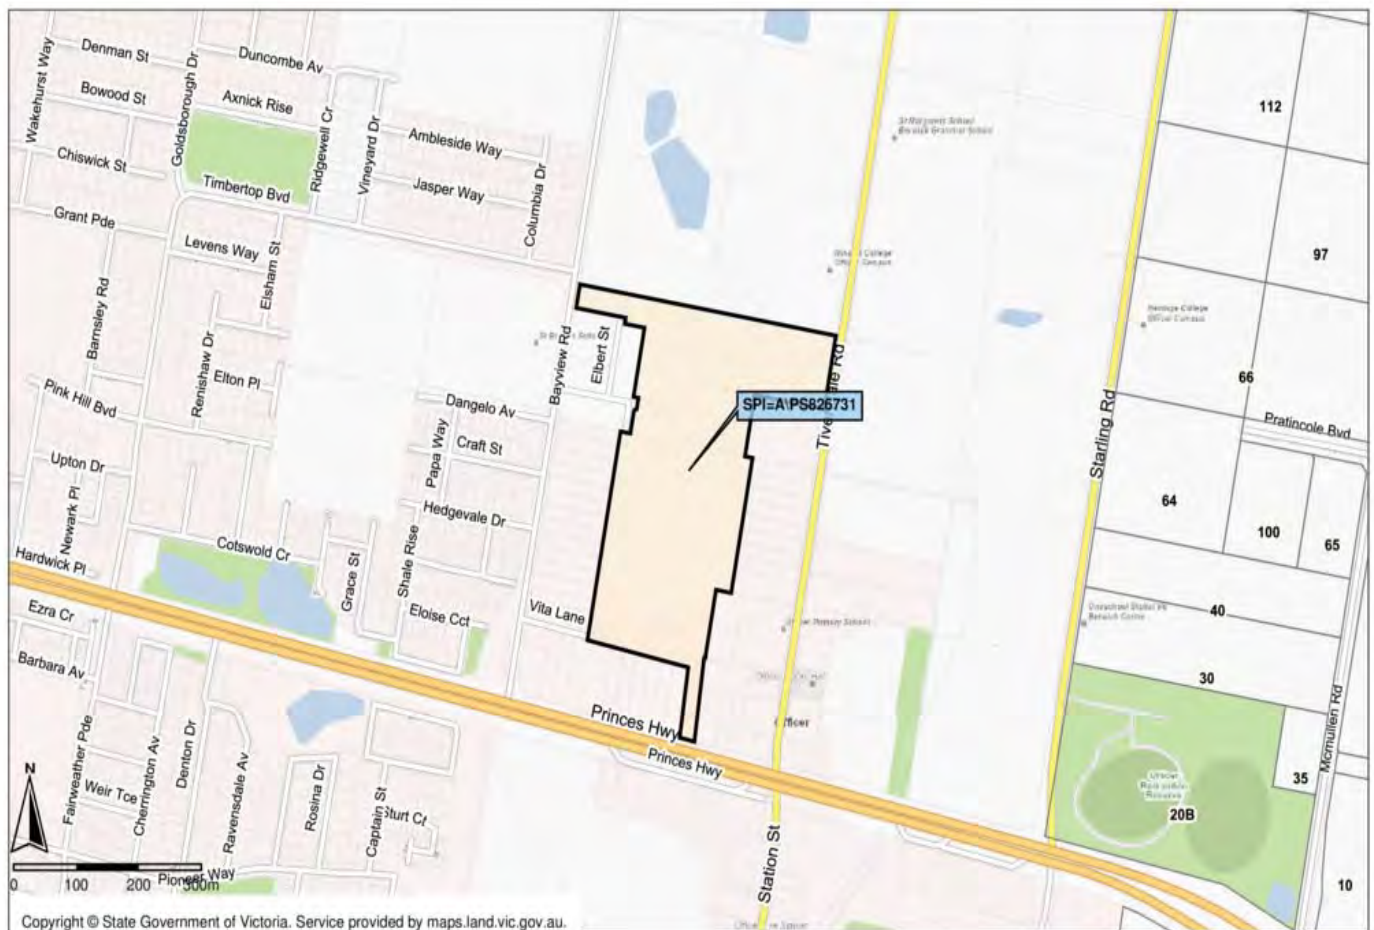 Wakehurst Way
Denman St
Goldsborough Dr
Duncombe Av
Bowood St
Axnick Rise
Ridgewell Cr
Vineyard Dr
Ambleside Way
Chiswick St
Timbertop Bvd
Jasper Way
Columbia Dr
Grant Pde
Levens Way
Elsham St
Barnsley Rd
Renishaw Dr
Elton Pl
Pink Hill Bvd
Bayview Rd
Elbert St
Dangelo Av
Papa Way
Craft St
Upton Dr
Newark Pl
Hedgevale Dr
Cotswold Cr
Grace St
Shale Rise
Hardwick Pl
Eloise Cct
Vita Lane
Ezra Cr
Barbara Av
Fairweather Pde
Cherrington Av
Denton Dr
Ravensdale Av
Weir Tce
Rosina Dr
Captain St
Sturt Ct
Pioneer Way
Princes Hwy
Princes Hwy
Station St
Officer
SPI=A\PS826731
Starling Rd
Pratincole Bvd
Mcmullen Rd
112
97
66
64
100
65
40
30
35
20B
10
N
0 100 200 300m
Copyright © State Government of Victoria. Service provided by maps.land.vic.gov.au.